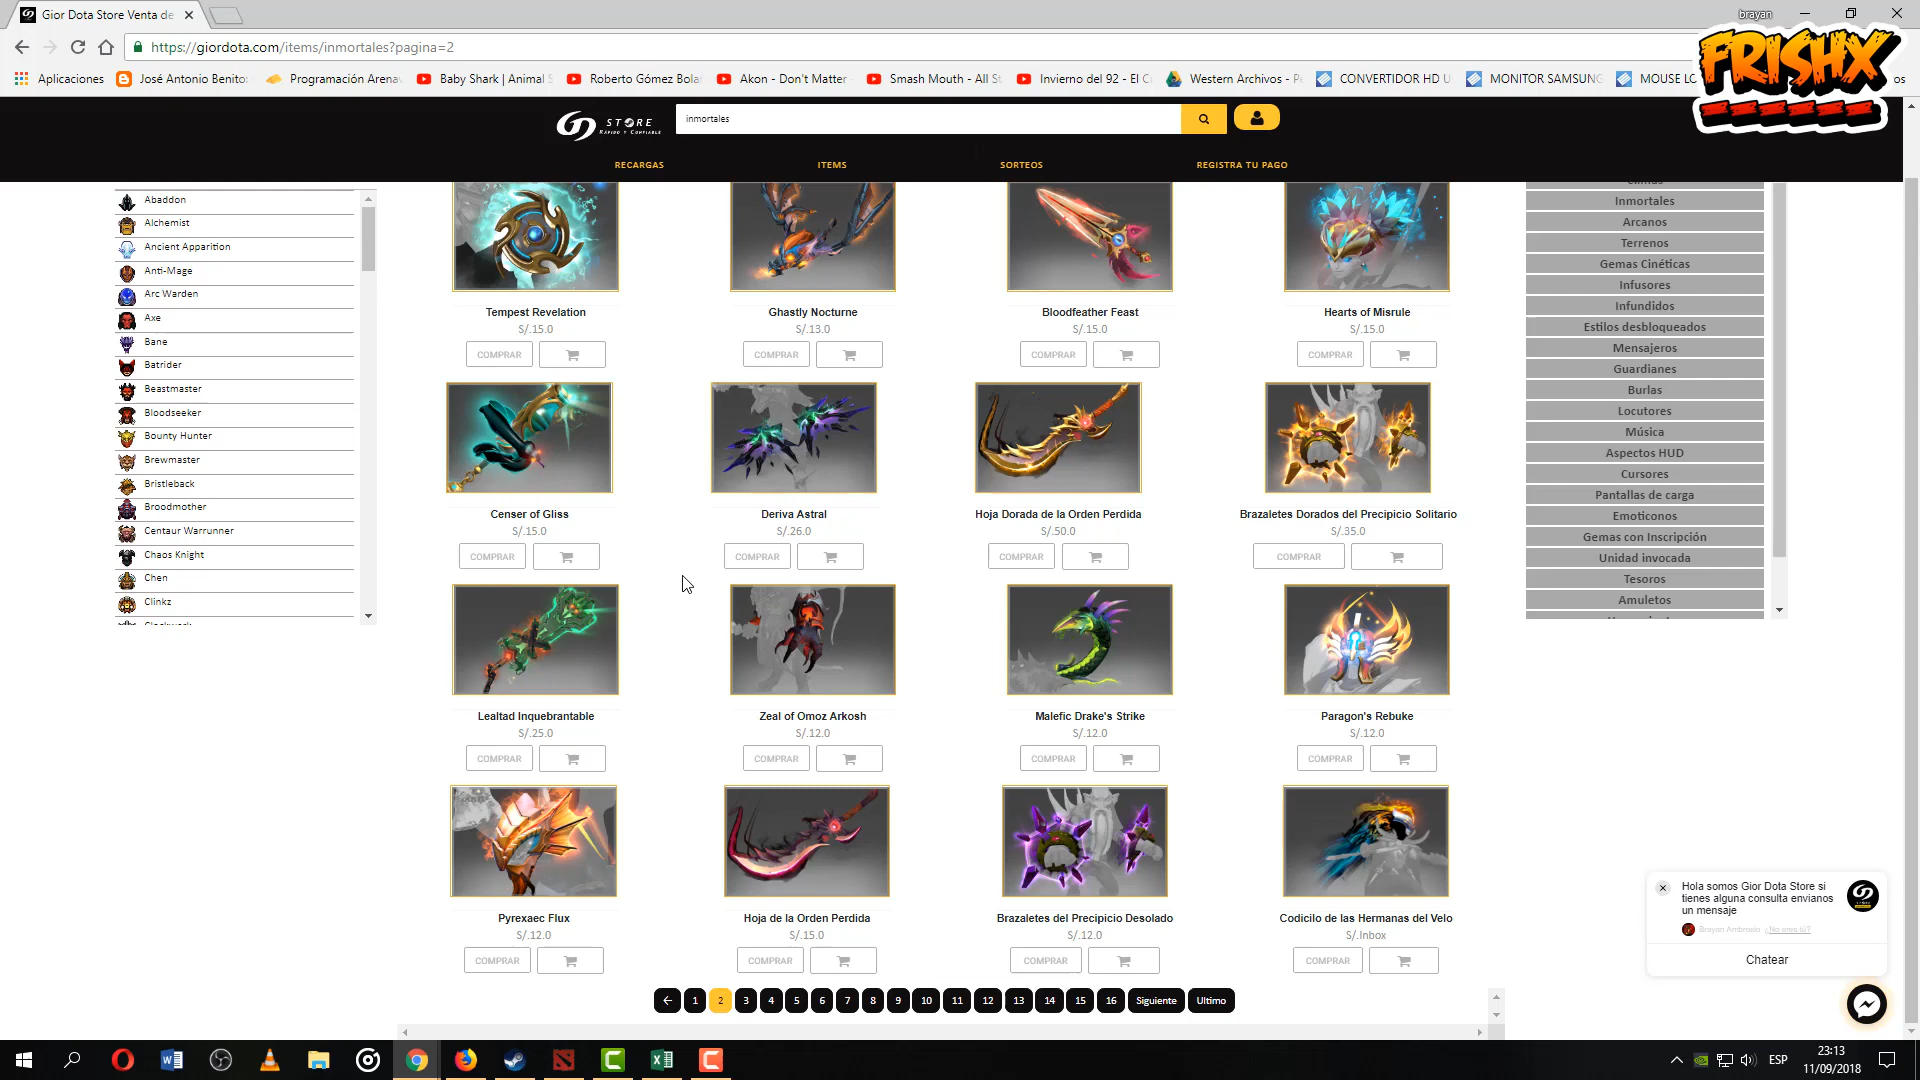 Gior Dota Store Venta de
brayan
https://giordota.com/items/inmortales?pagina=2
Aplicaciones
José Antonio Benito
Programación Arena
Baby Shark | Animal S
Roberto Gómez Bola
Akon - Don't Matter
Smash Mouth - All St
Invierno del 92 - El C
Western Archivos - Pe
CONVERTIDOR HD U
MONITOR SAMSUNG
MOUSE LO
os
FRISHX
STORE
RÁPIDO Y CONFIABLE
inmortales
RECARGAS
ITEMS
SORTEOS
REGISTRA TU PAGO
Abaddon
Alchemist
Ancient Apparition
Anti-Mage
Arc Warden
Axe
Bane
Batrider
Beastmaster
Bloodseeker
Bounty Hunter
Brewmaster
Bristleback
Broodmother
Centaur Warrunner
Chaos Knight
Chen
Clinkz
Tempest Revelation
S/.15.0
COMPRAR
Ghastly Nocturne
S/.13.0
COMPRAR
Bloodfeather Feast
S/.15.0
COMPRAR
Hearts of Misrule
S/.15.0
COMPRAR
Censer of Gliss
S/.15.0
COMPRAR
Deriva Astral
S/.26.0
COMPRAR
Hoja Dorada de la Orden Perdida
S/.50.0
COMPRAR
Brazaletes Dorados del Precipicio Solitario
S/.35.0
COMPRAR
Lealtad Inquebrantable
S/.25.0
COMPRAR
Zeal of Omoz Arkosh
S/.12.0
COMPRAR
Malefic Drake's Strike
S/.12.0
COMPRAR
Paragon's Rebuke
S/.12.0
COMPRAR
Pyrexaec Flux
S/.12.0
COMPRAR
Hoja de la Orden Perdida
S/.15.0
COMPRAR
Brazaletes del Precipicio Desolado
S/.12.0
COMPRAR
Codicilo de las Hermanas del Velo
S/.Inbox
COMPRAR
1 2 3 4 5 6 7 8 9 10 11 12 13 14 15 16 Siguiente Ultimo
Inmortales
Arcanos
Terrenos
Gemas Cinéticas
Infusores
Infundidos
Estilos desbloqueados
Mensajeros
Guardianes
Burlas
Locutores
Música
Aspectos HUD
Cursores
Pantallas de carga
Emoticonos
Gemas con Inscripción
Unidad invocada
Tesoros
Amuletos
Hola somos Gior Dota Store si
tienes alguna consulta envianos
un mensaje
Brayan Ambrosio ¿No eres tú?
Chatear
ESP
23:13
11/09/2018